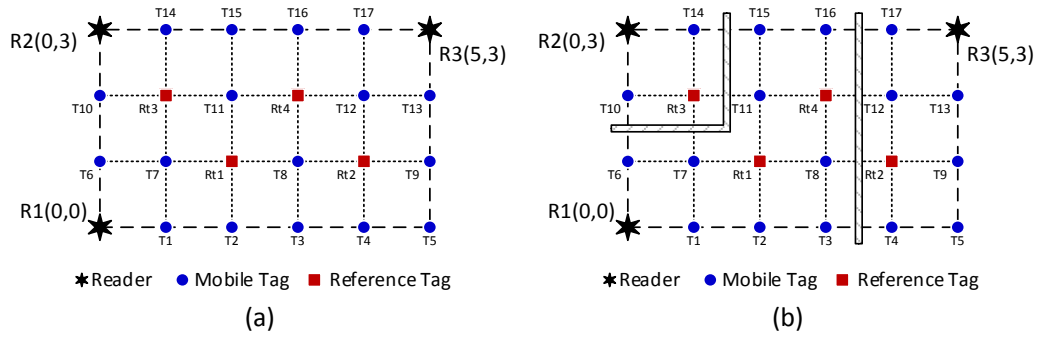 T14 T15 T16 T17
R2(0,3)
R3(5,3)
T10 Rt3 T11 Rt4 T12 T13
T6 T7 Rt1 T8 Rt2 T9
R1(0,0)
T1 T2 T3 T4 T5
Reader Mobile Tag Reference Tag
(a)
T14 T15 T16 T17
R2(0,3)
R3(5,3)
T10 Rt3 T11 Rt4 T12 T13
T6 T7 Rt1 T8 Rt2 T9
R1(0,0)
T1 T2 T3 T4 T5
Reader Mobile Tag Reference Tag
(b)